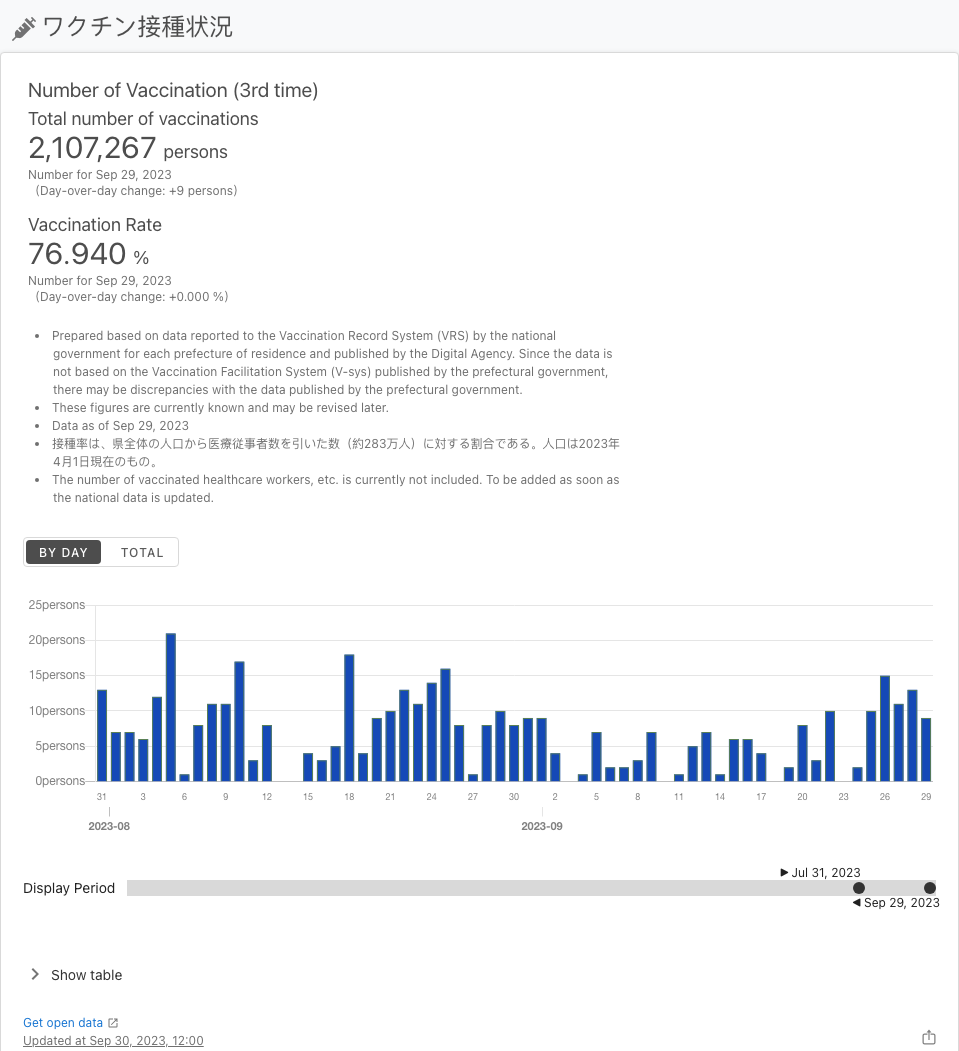 ワクチン接種状況
Number of Vaccination (3rd time)
Total number of vaccinations
2,107,267 persons
Number for Sep 29, 2023
(Day-over-day change: +9 persons)
Vaccination Rate
76.940 %
Number for Sep 29, 2023
(Day-over-day change: +0.000 %)
• Prepared based on data reported to the Vaccination Record System (VRS) by the national
government for each prefecture of residence and published by the Digital Agency. Since the data is
not based on the Vaccination Facilitation System (V-sys) published by the prefectural government,
there may be discrepancies with the data published by the prefectural government.
• These figures are currently known and may be revised later.
• Data as of Sep 29, 2023
• 接種率は、県全体の人口から医療従事者数を引いた数（約283万人）に対する割合である。人口は2023年
4月1日現在のもの。
• The number of vaccinated healthcare workers, etc. is currently not included. To be added as soon as
the national data is updated.
BY DAY TOTAL
25persons
20persons
15persons
10persons
5persons
0persons
31 3 6 9 12 15 18 21 24 27 30 2 5 8 11 14 17 20 23 26 29
2023-08 2023-09
Jul 31, 2023
Display Period
Sep 29, 2023
Show table
Get open data
Updated at Sep 30, 2023, 12:00